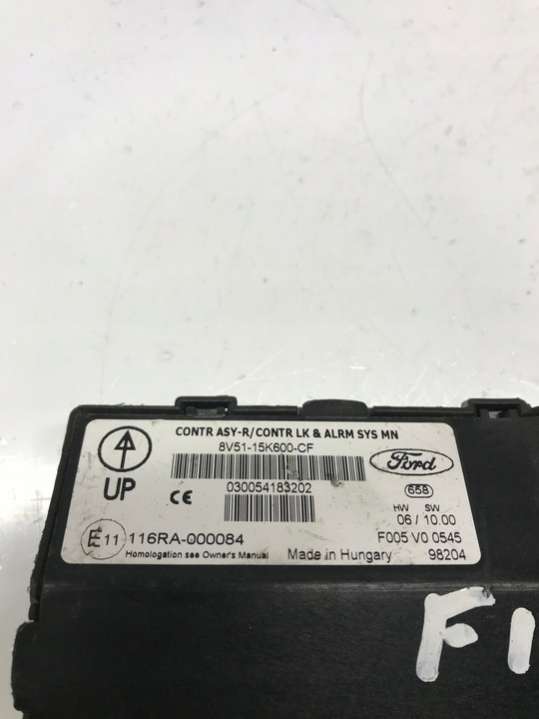 CONTR ASY-R/CONTR LK & ALRM SYS MN
8V51-15K600-CF
Ford
UP
CE
030054183202
658
HW SW
06 / 10.00
E11 116RA-000084
F005 V0 0545
Homologation see Owner's Manual
Made in Hungary
98204
FI